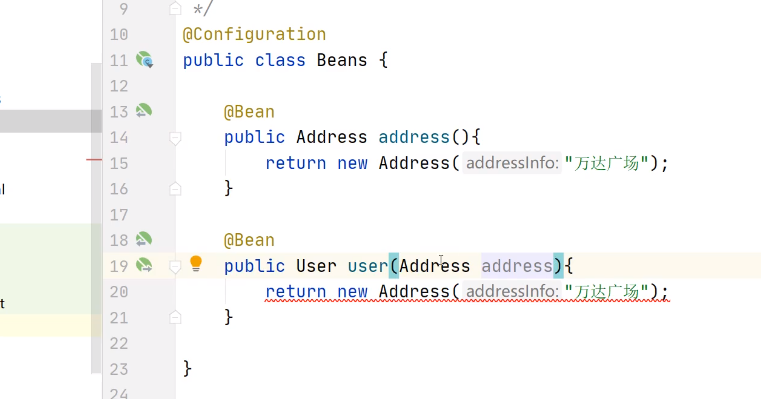 9 */
10 @Configuration
11 public class Beans {
12
13 @Bean
14 public Address address(){
15 return new Address( addressInfo: "万达广场");
16 }
17
18 @Bean
19 public User user(Address address){
20 return new Address( addressInfo: "万达广场");
21 }
22
23 }
24